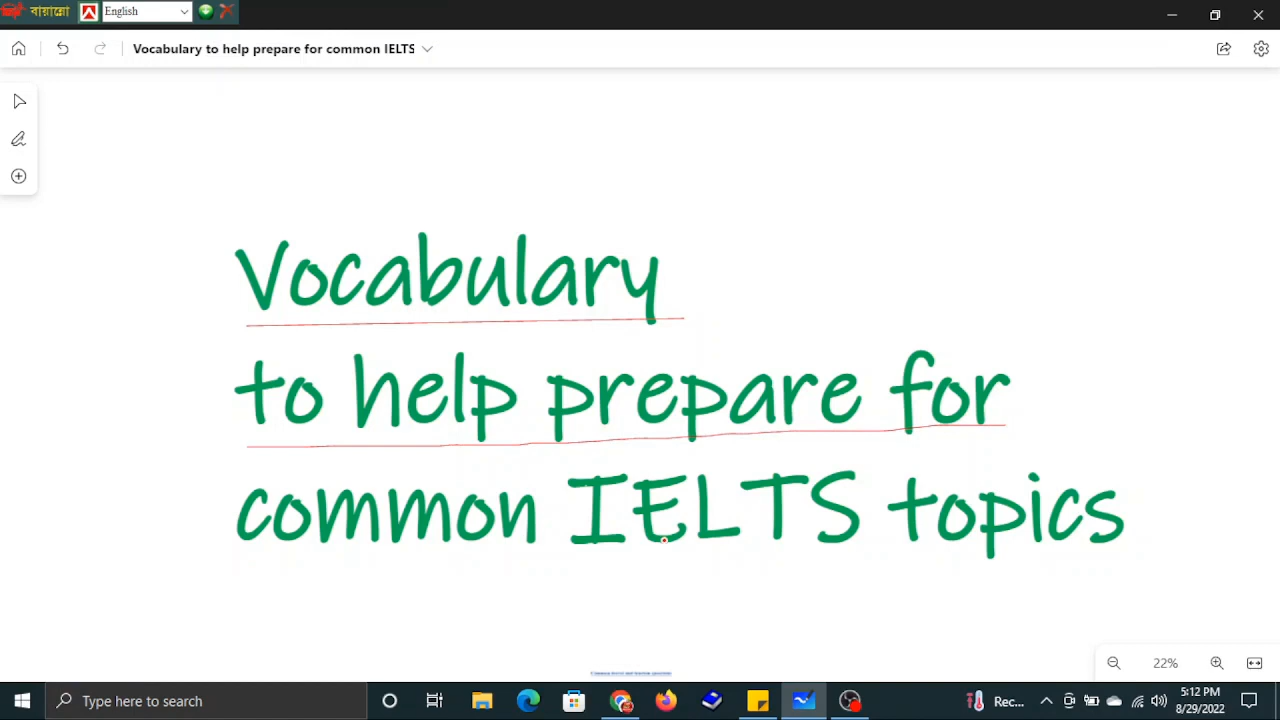 বায়ান্নো English
Vocabulary to help prepare for common IELTS
Vocabulary
to help prepare for
common IELTS topics
22%
Type here to search
Rec...
5:12 PM
8/29/2022